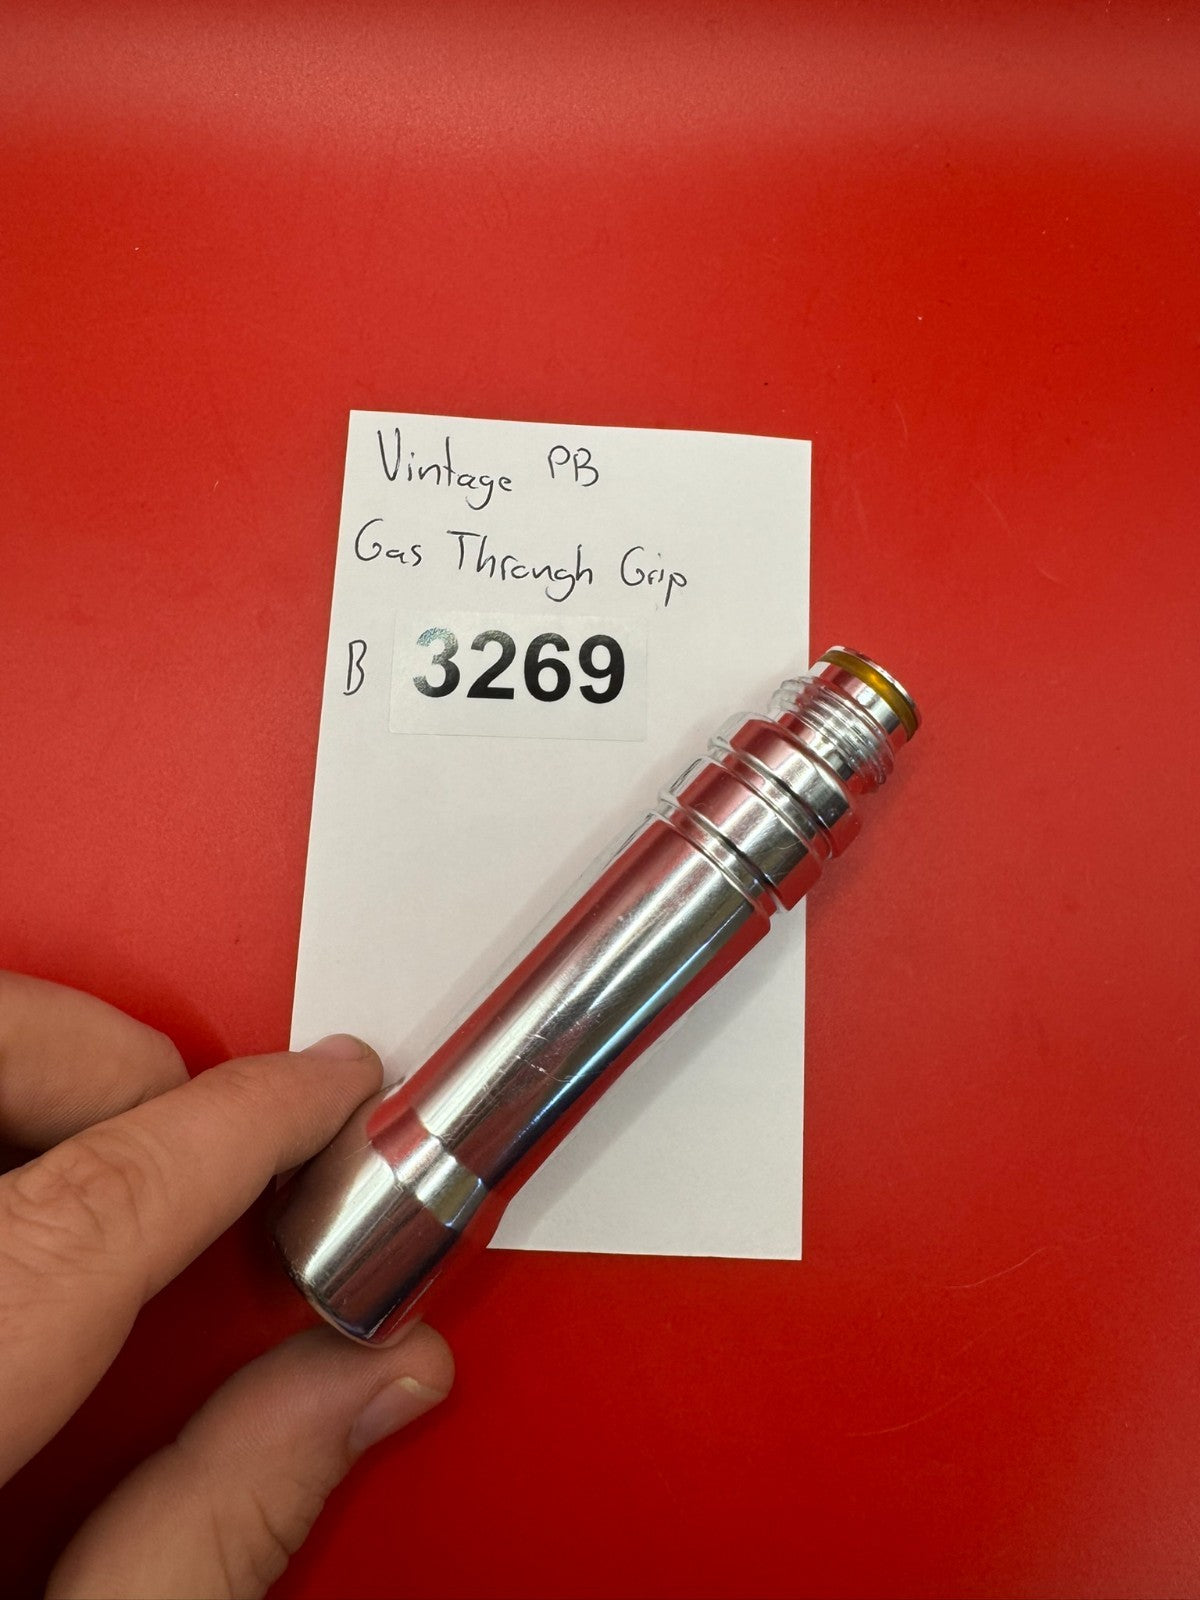 Vintage PB
Gas Through Grip
B 3269